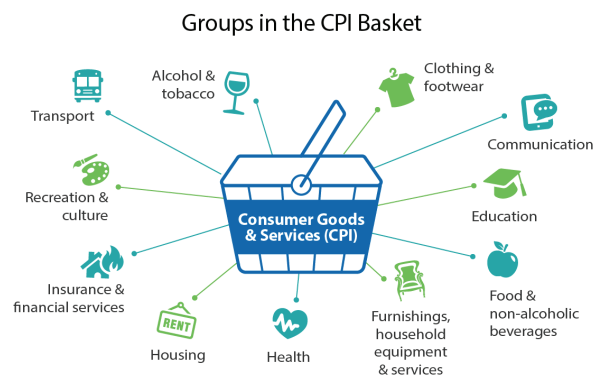 Groups in the CPI Basket
Alcohol &
tobacco
2
Clothing &
footwear
Transport
Communication
Recreation &
culture
Consumer Goods
& Services (CPI)
Education
Insurance &
financial services
RENT
Housing
Health
Furnishings,
household
equipment
& services
Food &
non-alcoholic
beverages